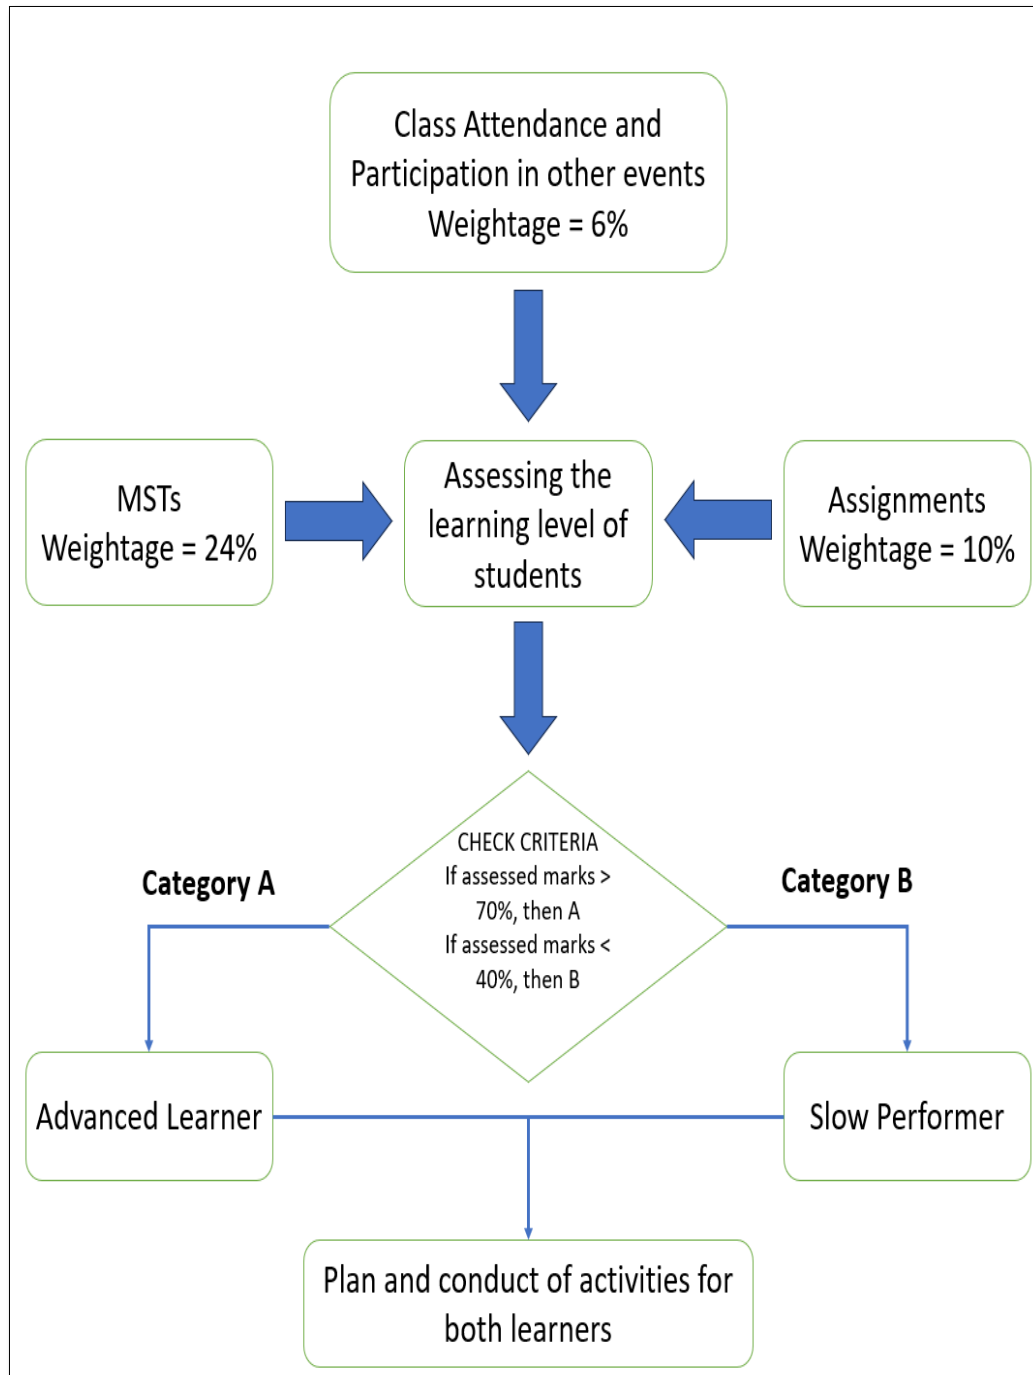 Class Attendance and
Participation in other events
Weightage = 6%
MSTs
Weightage = 24%
Assessing the
learning level of
students
Assignments
Weightage = 10%
CHECK CRITERIA
If assessed marks >
70%, then A
If assessed marks <
40%, then B
Category A
Category B
Advanced Learner
Slow Performer
Plan and conduct of activities for
both learners